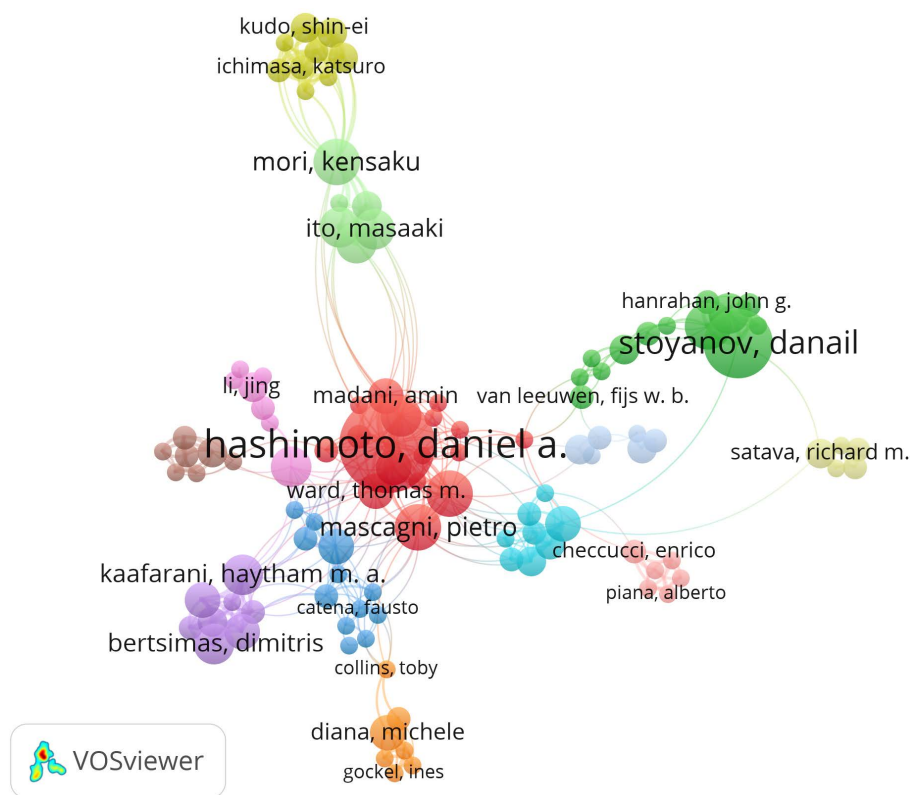 kudo, shin-ei
ichimasa, katsuro
mori, kensaku
ito, masaaki
hanrahan, john g.
stoyanov, danail
li, jing
madani, amin
van leeuwen, fijs w. b.
hashimoto, daniel a.
satava, richard m.
ward, thomas m.
mascagni, pietro
checcucci, enrico
kaafarani, haytham m. a.
piana, alberto
catena, fausto
bertsimas, dimitris
collins, toby
diana, michele
gockel, ines
VOSviewer